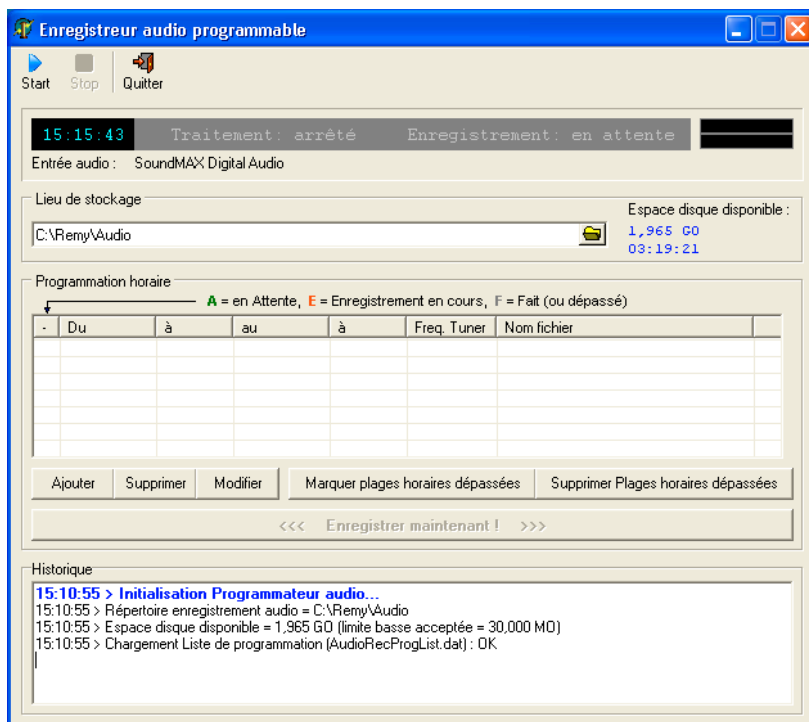 Enregistreur audio programmable
Start Stop Quitter
15:15:43 Traitement: arrêté Enregistrement: en attente
Entrée audio : SoundMAX Digital Audio
Lieu de stockage
Espace disque disponible :
C:\Remy\Audio
1,965 GO
03:19:21
Programmation horaire
A = en Attente, E = Enregistrement en cours, F = Fait (ou dépassé)
- Du à au à Freq. Tuner Nom fichier
Ajouter Supprimer Modifier Marquer plages horaires dépassées Supprimer Plages horaires dépassées
<<< Enregistrer maintenant ! >>>
Historique
15:10:55 > Initialisation Programmateur audio...
15:10:55 > Répertoire enregistrement audio = C:\Remy\Audio
15:10:55 > Espace disque disponible = 1,965 GO (limite basse acceptée = 30,000 MO)
15:10:55 > Chargement Liste de programmation (AudioRecProgList.dat) : OK